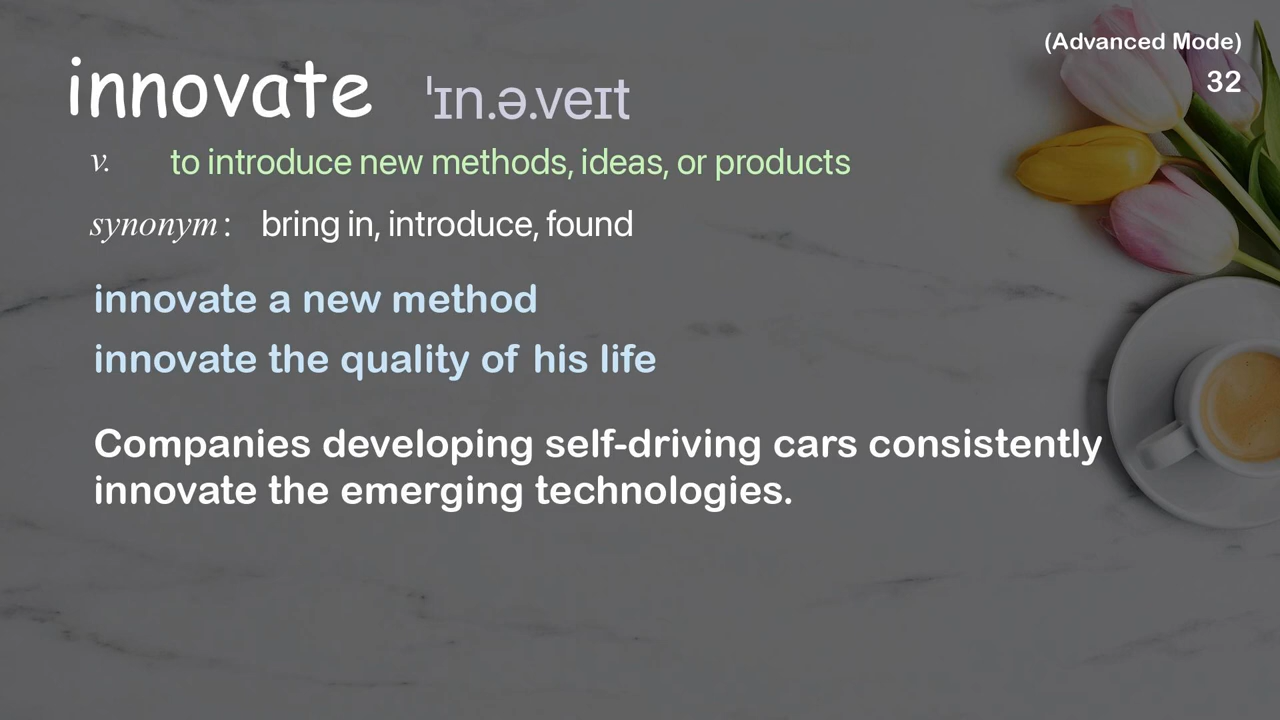 (Advanced Mode)
32
innovate ˈɪn.ə.veɪt
v. to introduce new methods, ideas, or products
synonym: bring in, introduce, found
innovate a new method
innovate the quality of his life
Companies developing self-driving cars consistently
innovate the emerging technologies.